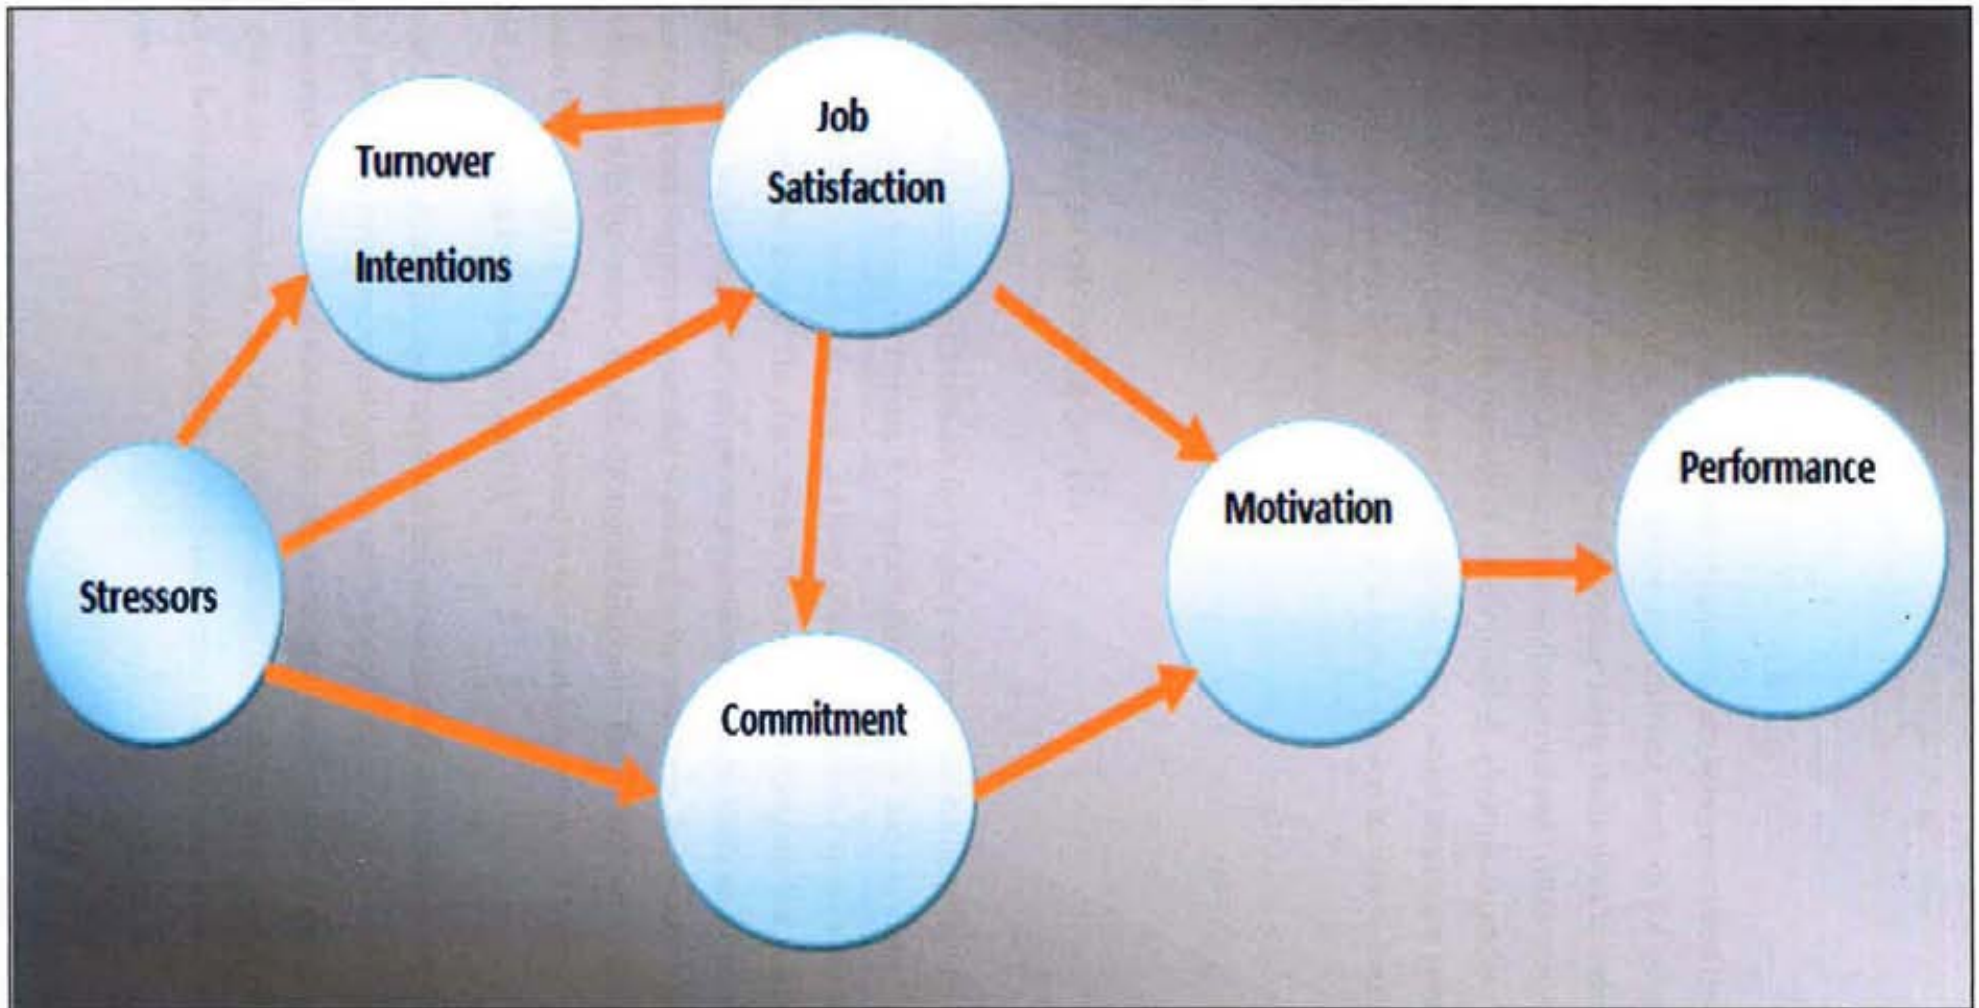 Turnover
Intentions
Job
Satisfaction
Stressors
Commitment
Motivation
Performance